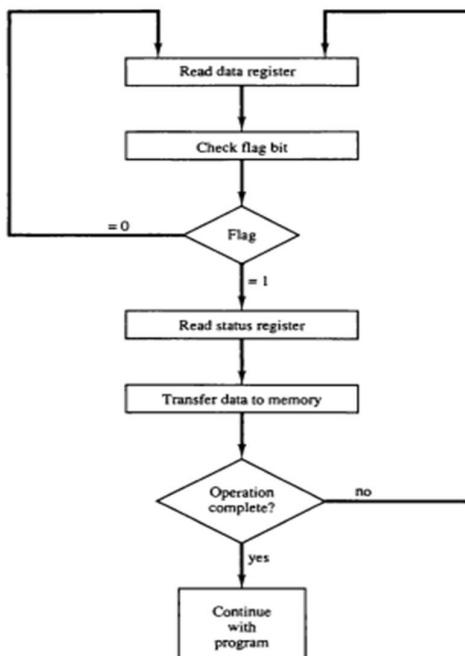 Read data register
Check flag bit
= 0
Flag
= 1
Read status register
Transfer data to memory
Operation
complete?
no
yes
Continue
with
program